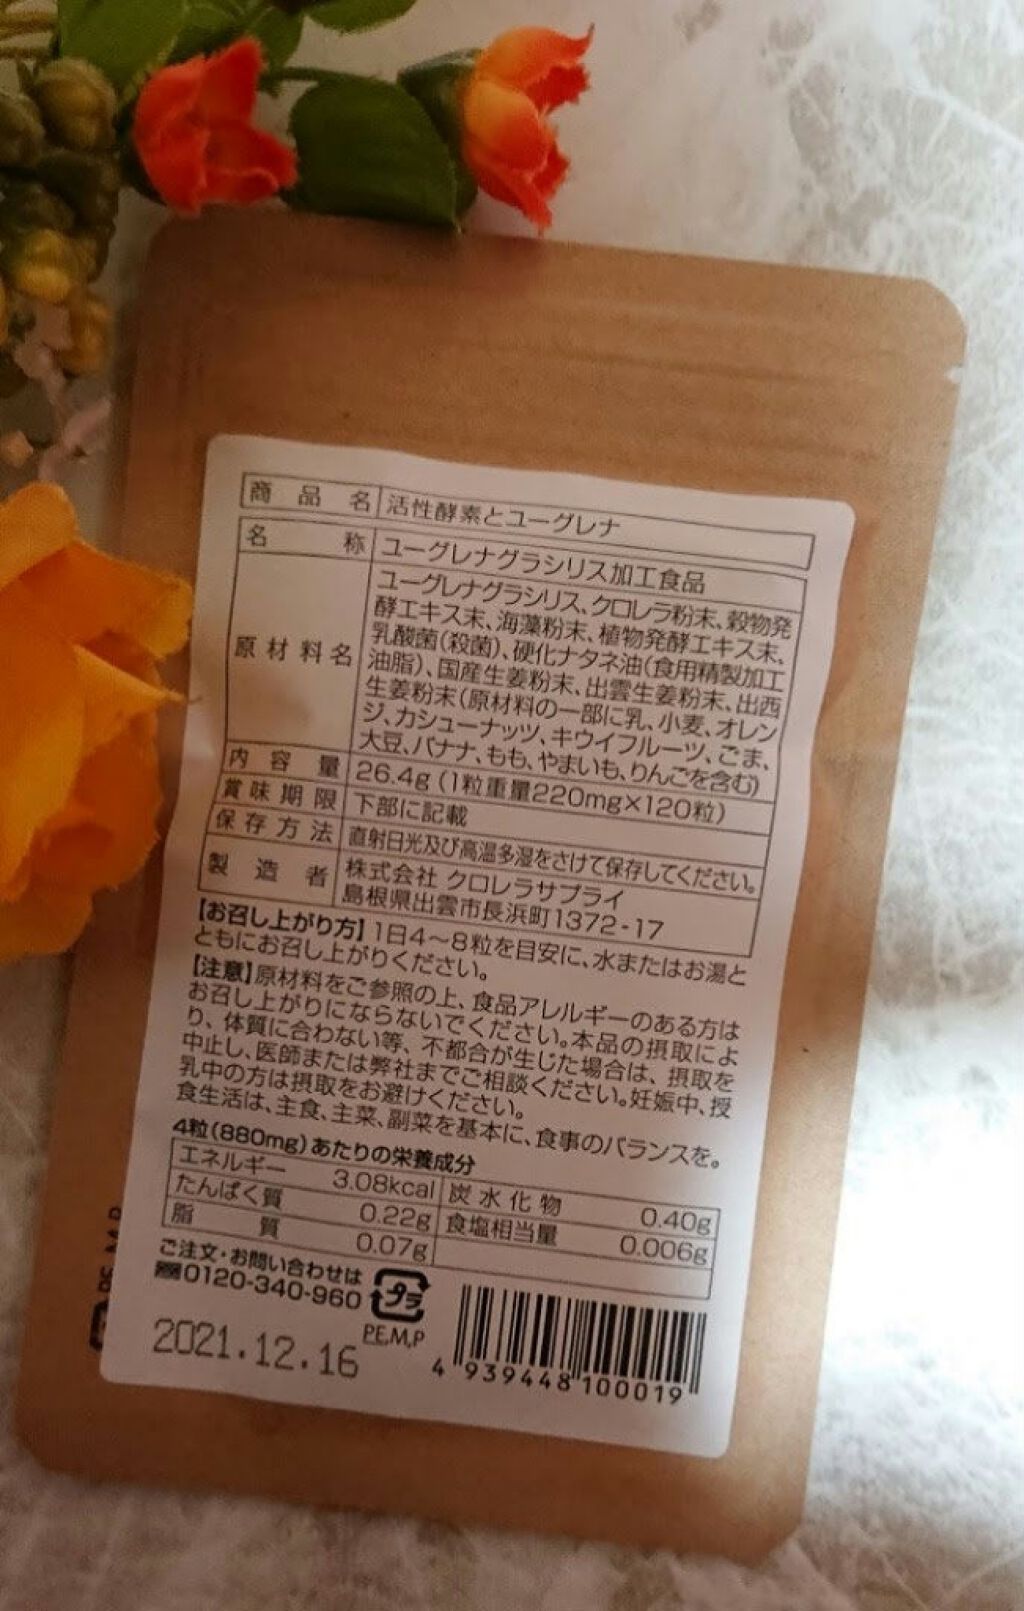 商品名 活性酵素とユーグレナ
名称 ユーグレナグラシリス加工食品
原材料名 ユーグレナグラシリス、クロレラ粉末、穀物発
酵エキス末、海藻粉末、植物発酵エキス末、
乳酸菌(殺菌)、硬化ナタネ油(食用精製加工
油脂)、国産生姜粉末、出雲生姜粉末、出西
生姜粉末(原材料の一部に乳、小麦、オレン
ジ、カシューナッツ、キウイフルーツ、ごま、
大豆、バナナ、もも、やまいも、りんごを含む)
内容量 26.4g(1粒重量220mg×120粒)
賞味期限 下部に記載
保存方法 直射日光及び高温多湿をさけて保存してください。
製造者 株式会社 クロレラサプライ
島根県出雲市長浜町1372-17
【お召し上がり方】1日4〜8粒を目安に、水またはお湯と
ともにお召し上がりください。
【注意】原材料をご参照の上、食品アレルギーのある方は
お召し上がりにならないでください。本品の摂取によ
り、体質に合わない等、不都合が生じた場合は、摂取を
中止し、医師または弊社までご相談ください。妊娠中、授
乳中の方は摂取をお避けください。
食生活は、主食、主菜、副菜を基本に、食事のバランスを。
4粒(880mg)あたりの栄養成分
エネルギー 3.08kcal 炭水化物 0.40g
たんぱく質 0.22g 食塩相当量 0.006g
脂質 0.07g
ご注文・お問い合わせは
0120-340-960
プラ
PE,M,P
2021.12.16
4 939448 100019